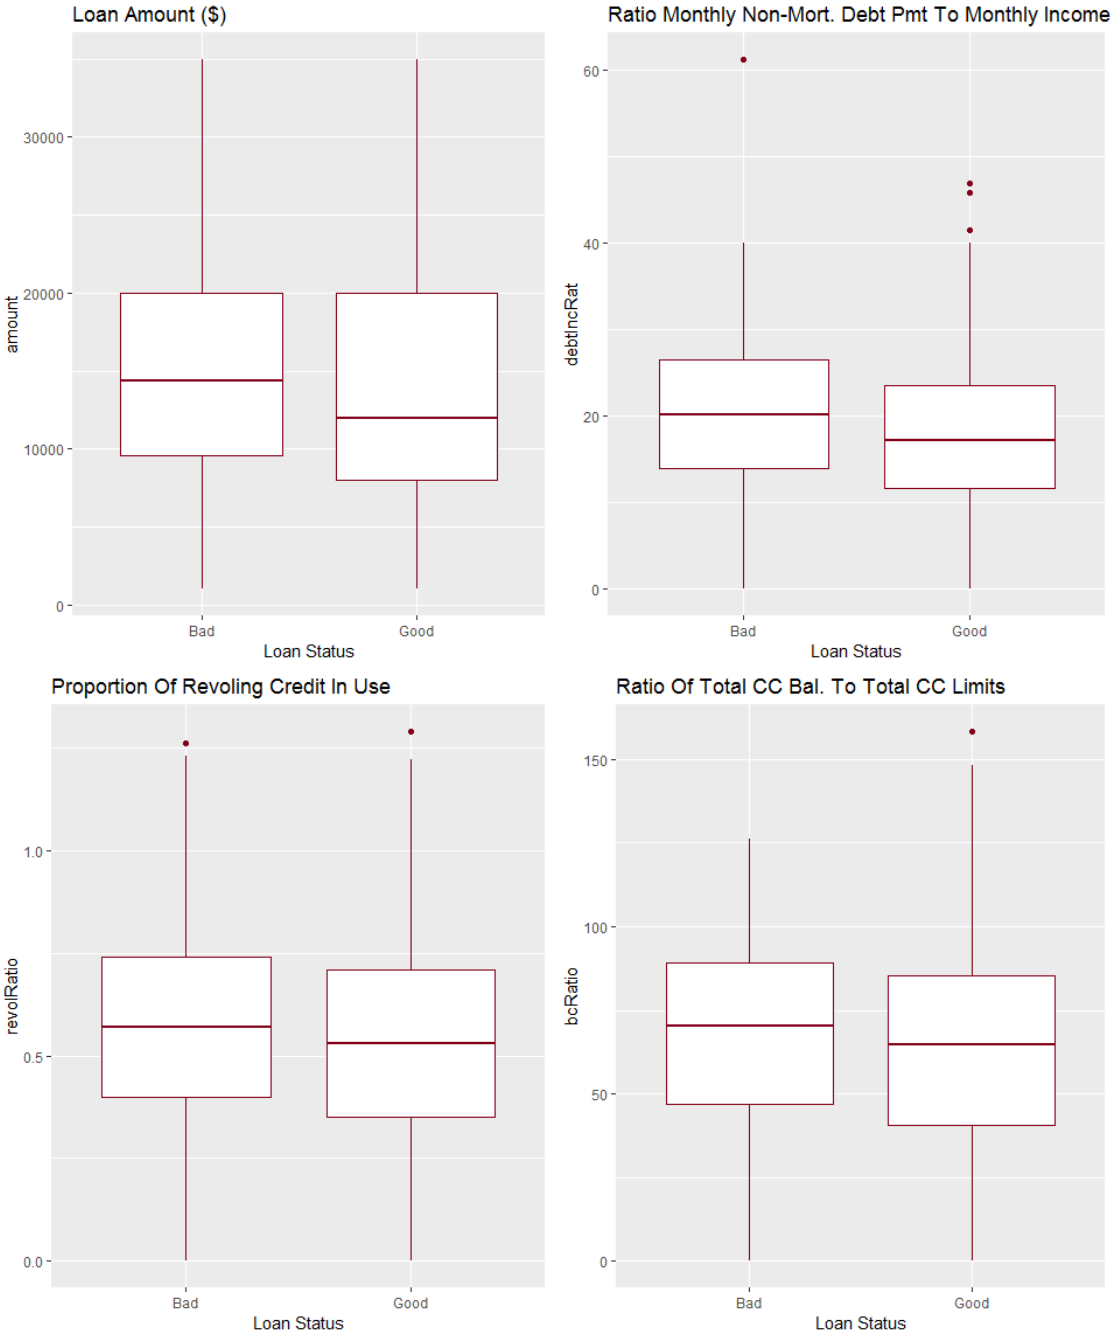 Loan Amount ($)
amount
30000
20000
10000
0
Bad
Good
Loan Status
Ratio Monthly Non-Mort. Debt Pmt To Monthly Income
debtIncRat
60
40
20
0
Bad
Good
Loan Status
Proportion Of Revoling Credit In Use
revolRatio
1.0
0.5
0.0
Bad
Good
Loan Status
Ratio Of Total CC Bal. To Total CC Limits
bcRatio
150
100
50
0
Bad
Good
Loan Status